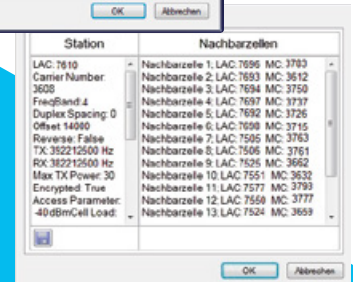 OK Abbrechen
Station
Nachbarzellen
LAC: 7610
Carrier Number:
3608
FreqBand:4
Duplex Spacing: 0
Offset 14000
Reverse: False
TX:392212500 Hz
RX:382212500 Hz
Max TX Power: 30
Encrypted: True
Access Parameter:
-40dBmCell Load:
Nachbarzelle 1; LAC:7696 MC: 3703
Nachbarzelle 2; LAC:7693 MC: 3612
Nachbarzelle 3; LAC:7694 MC: 3750
Nachbarzelle 4; LAC:7697 MC: 3737
Nachbarzelle 5; LAC:7692 MC: 3726
Nachbarzelle 6; LAC:7698 MC: 3715
Nachbarzelle 7; LAC:7505 MC: 3763
Nachbarzelle 8; LAC:7506 MC: 3761
Nachbarzelle 9; LAC:7525 MC: 3662
Nachbarzelle 10; LAC:7551 MC: 3632
Nachbarzelle 11; LAC:7577 MC: 3793
Nachbarzelle 12; LAC:7550 MC: 3777
Nachbarzelle 13; LAC:7524 MC: 3659
OK Abbrechen